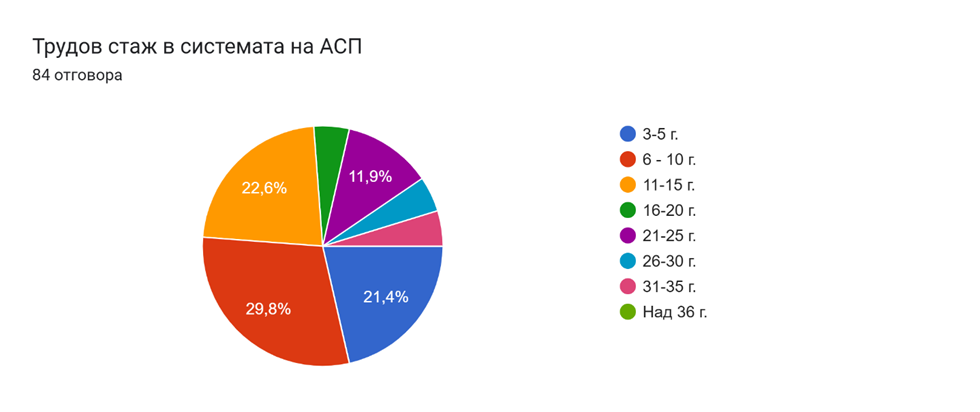 Трудов стаж в системата на АСП
84 отговора
11,9%
22,6%
29,8%
21,4%
3-5 г.
6 - 10 г.
11-15 г.
16-20 г.
21-25 г.
26-30 г.
31-35 г.
Над 36 г.